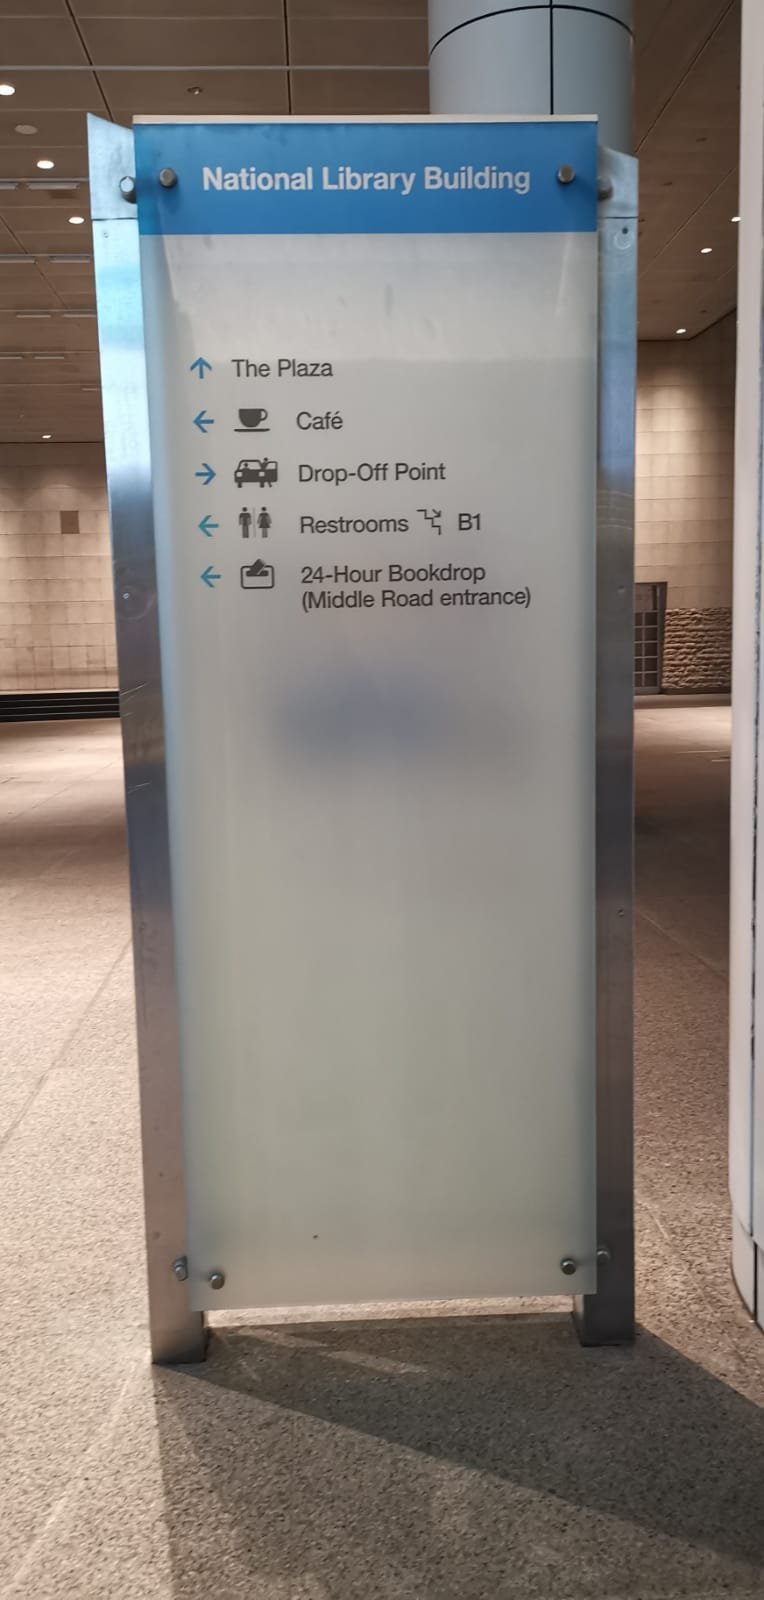 National Library Building
The Plaza
Café
Drop-Off Point
Restrooms B1
24-Hour Bookdrop
(Middle Road entrance)